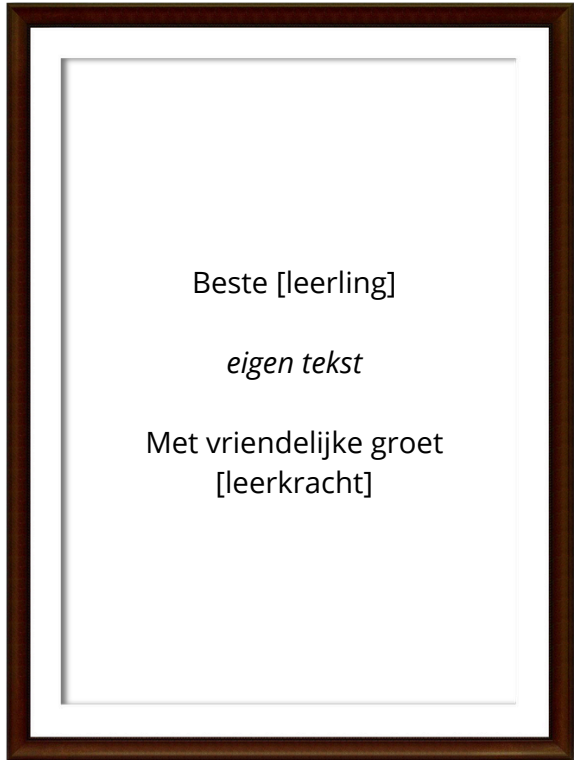 Beste [leerling]
eigen tekst
Met vriendelijke groet
[leerkracht]